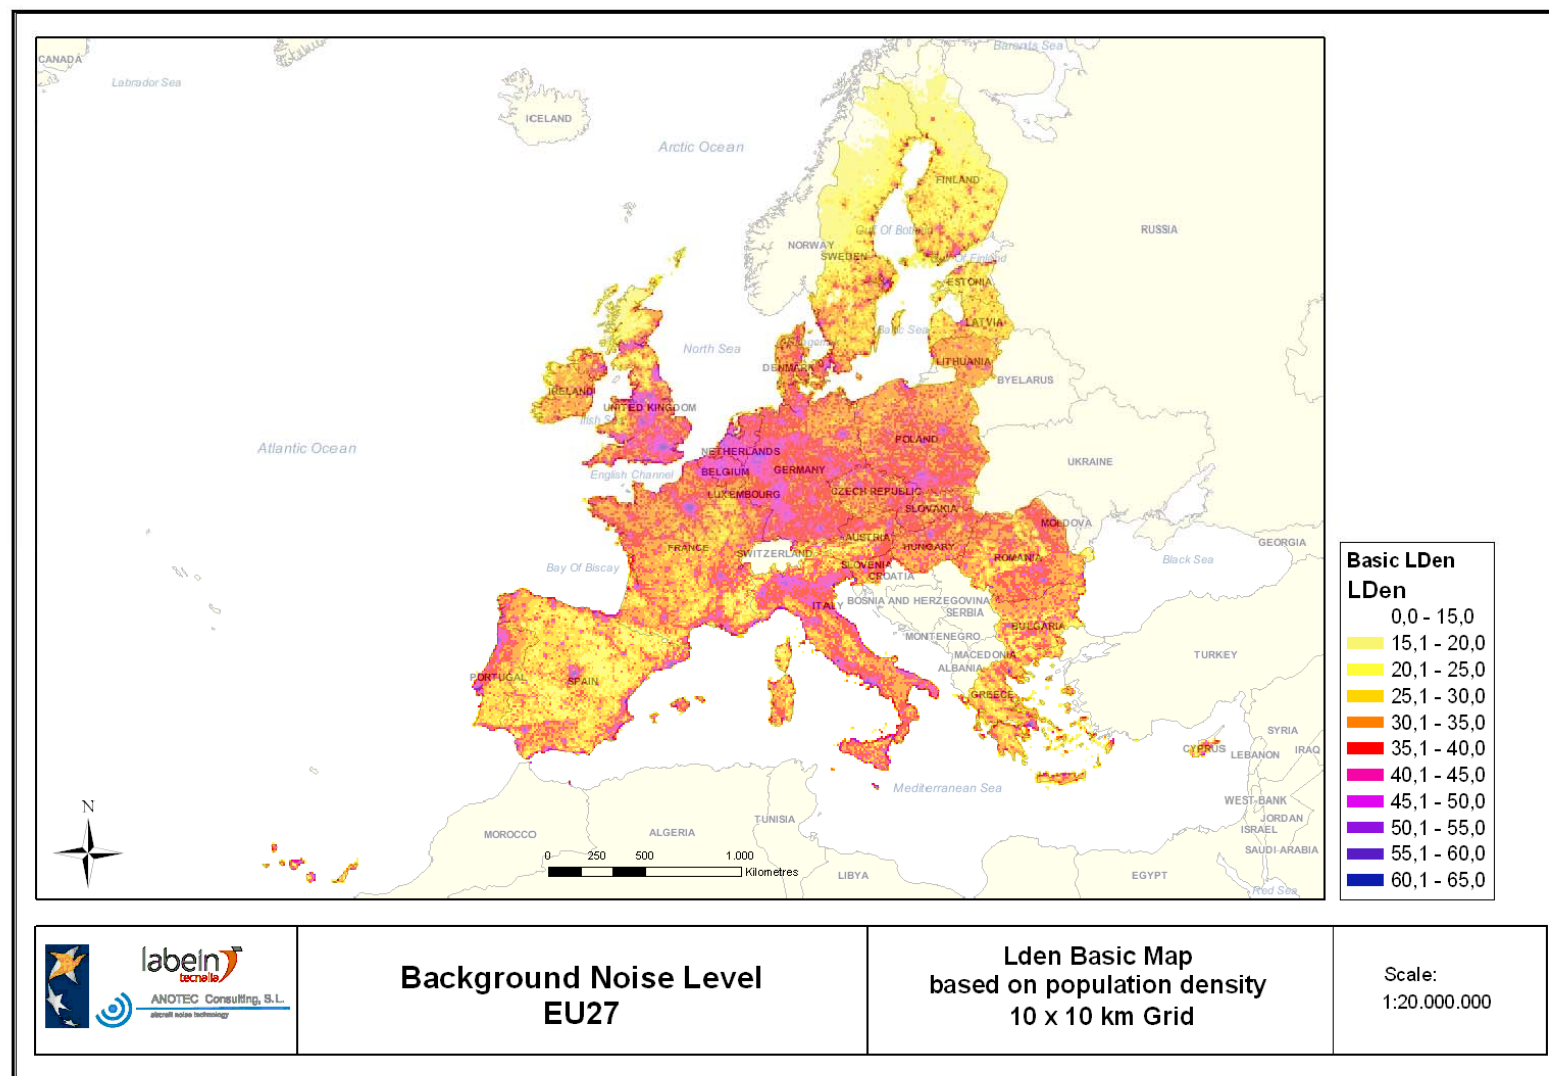 CANADA
Labrador Sea
Barents Sea
ICELAND
Arctic Ocean
FINLAND
NORWAY
RUSSIA
SWEDEN
Gulf Of Finland
ESTONIA
Baltic Sea
LATVIA
North Sea
LITHUANIA
DENMARK
BYELARUS
IRELAND
UNITED KINGDOM
Atlantic Ocean
NETHERLANDS
POLAND
UKRAINE
English Channel
BELGIUM
GERMANY
LUXEMBOURG
CZECH REPUBLIC
SLOVAKIA
MOLDOVA
AUSTRIA
HUNGARY
FRANCE
SWITZERLAND
ROMANIA
GEORGIA
Bay Of Biscay
SLOVENIA
CROATIA
Black Sea
ITALY
BOSNIA AND HERZEGOVINA
SERBIA
BULGARIA
MONTENEGRO
MACEDONIA
ALBANIA
TURKEY
PORTUGAL
SPAIN
GREECE
SYRIA
CYPRUS
LEBANON
IRAQ
Mediterranean Sea
WEST-BANK
JORDAN
ISRAEL
SAUDI-ARABIA
TUNISIA
MOROCCO
ALGERIA
LIBYA
EGYPT
Red Sea
N
0 250 500 1.000
Kilometres
Basic LDen
LDen
0,0 - 15,0
15,1 - 20,0
20,1 - 25,0
25,1 - 30,0
30,1 - 35,0
35,1 - 40,0
40,1 - 45,0
45,1 - 50,0
50,1 - 55,0
55,1 - 60,0
60,1 - 65,0
labein
tecnalia
ANOTEC Consulting, S.L.
aircraft noise technology
Background Noise Level
EU27
Lden Basic Map
based on population density
10 x 10 km Grid
Scale:
1:20.000.000